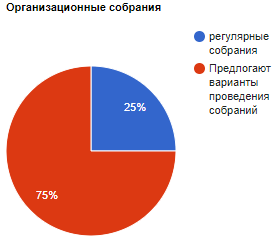 Организационные собрания
регулярные
собрания
Предлогают
варианты
проведения
собраний
25%
75%